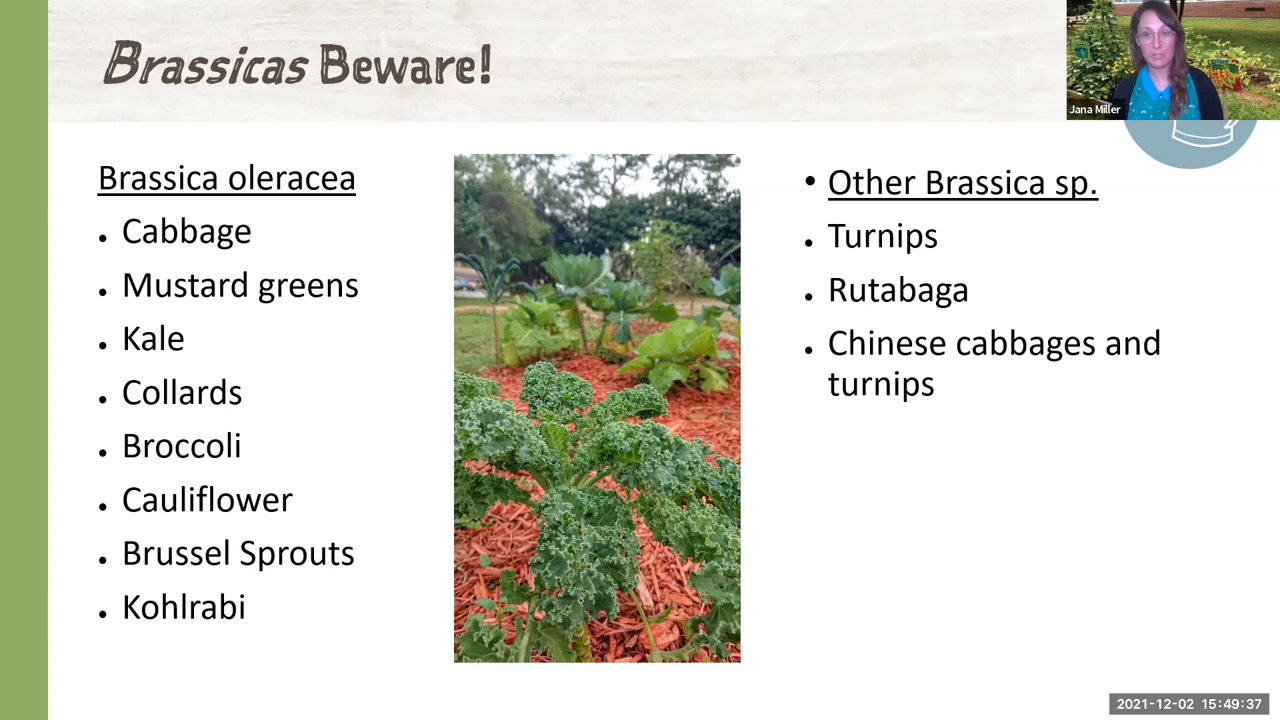 Brassicas Beware!
Jana Miller
Brassica oleracea
• Cabbage
• Mustard greens
• Kale
• Collards
• Broccoli
• Cauliflower
• Brussel Sprouts
• Kohlrabi
• Other Brassica sp.
• Turnips
• Rutabaga
• Chinese cabbages and
turnips
2021-12-02 15:49:37